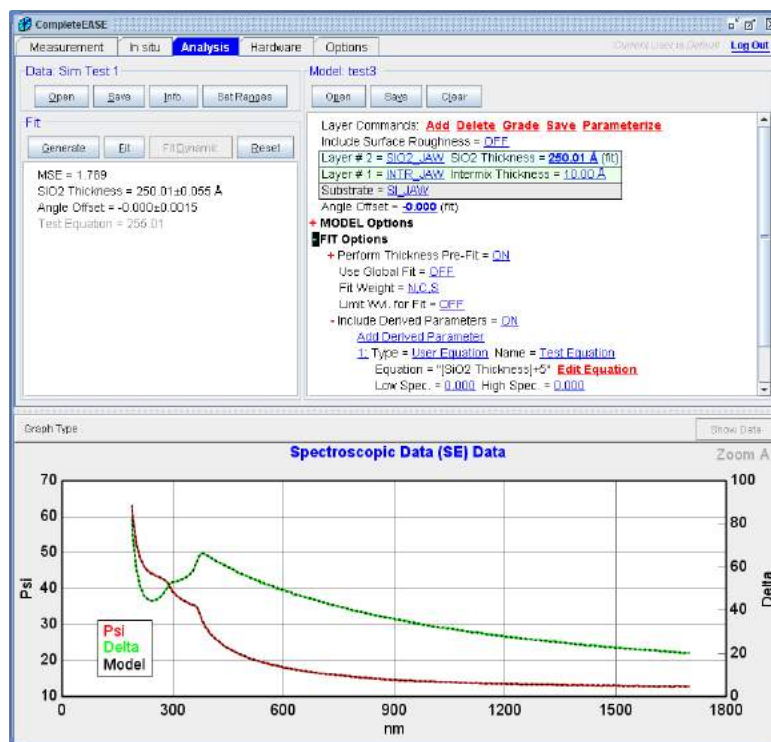 CompleteEASE
Measurement In situ Analysis Hardware Options Current User is Default Log Out
Data: Sim Test 1
Open Save Info. Set Ranges
Fit
Generate Fit Fit Dynamic Reset
MSE = 1.769
SiO2 Thickness = 250.01±0.055 Å
Angle Offset = -0.000±0.0015
Test Equation = 255.01
Model: test3
Open Save Clear
Layer Commands: Add Delete Grade Save Parameterize
Include Surface Roughness = OFF
Layer # 2 = SIO2_JAW SiO2 Thickness = 250.01 Å (fit)
Layer # 1 = INTR_JAW Intermix Thickness = 10.00 Å
Substrate = SI_JAW
Angle Offset = -0.000 (fit)
+ MODEL Options
- FIT Options
+ Perform Thickness Pre-Fit = ON
Use Global Fit = OFF
Fit Weight = N,C,S
Limit Wvl. for Fit = OFF
- Include Derived Parameters = ON
Add Derived Parameter
1: Type = User Equation Name = Test Equation
Equation = "|SiO2 Thickness|+5" Edit Equation
Low Spec. = 0.000 High Spec. = 0.000
Graph Type Show Data
Spectroscopic Data (SE) Data
Zoom A
70 60 50 40 30 20 10
Psi
Psi
Delta
Model
100 80 60 40 20 0
Delta
0 300 600 900 1200 1500 1800
nm